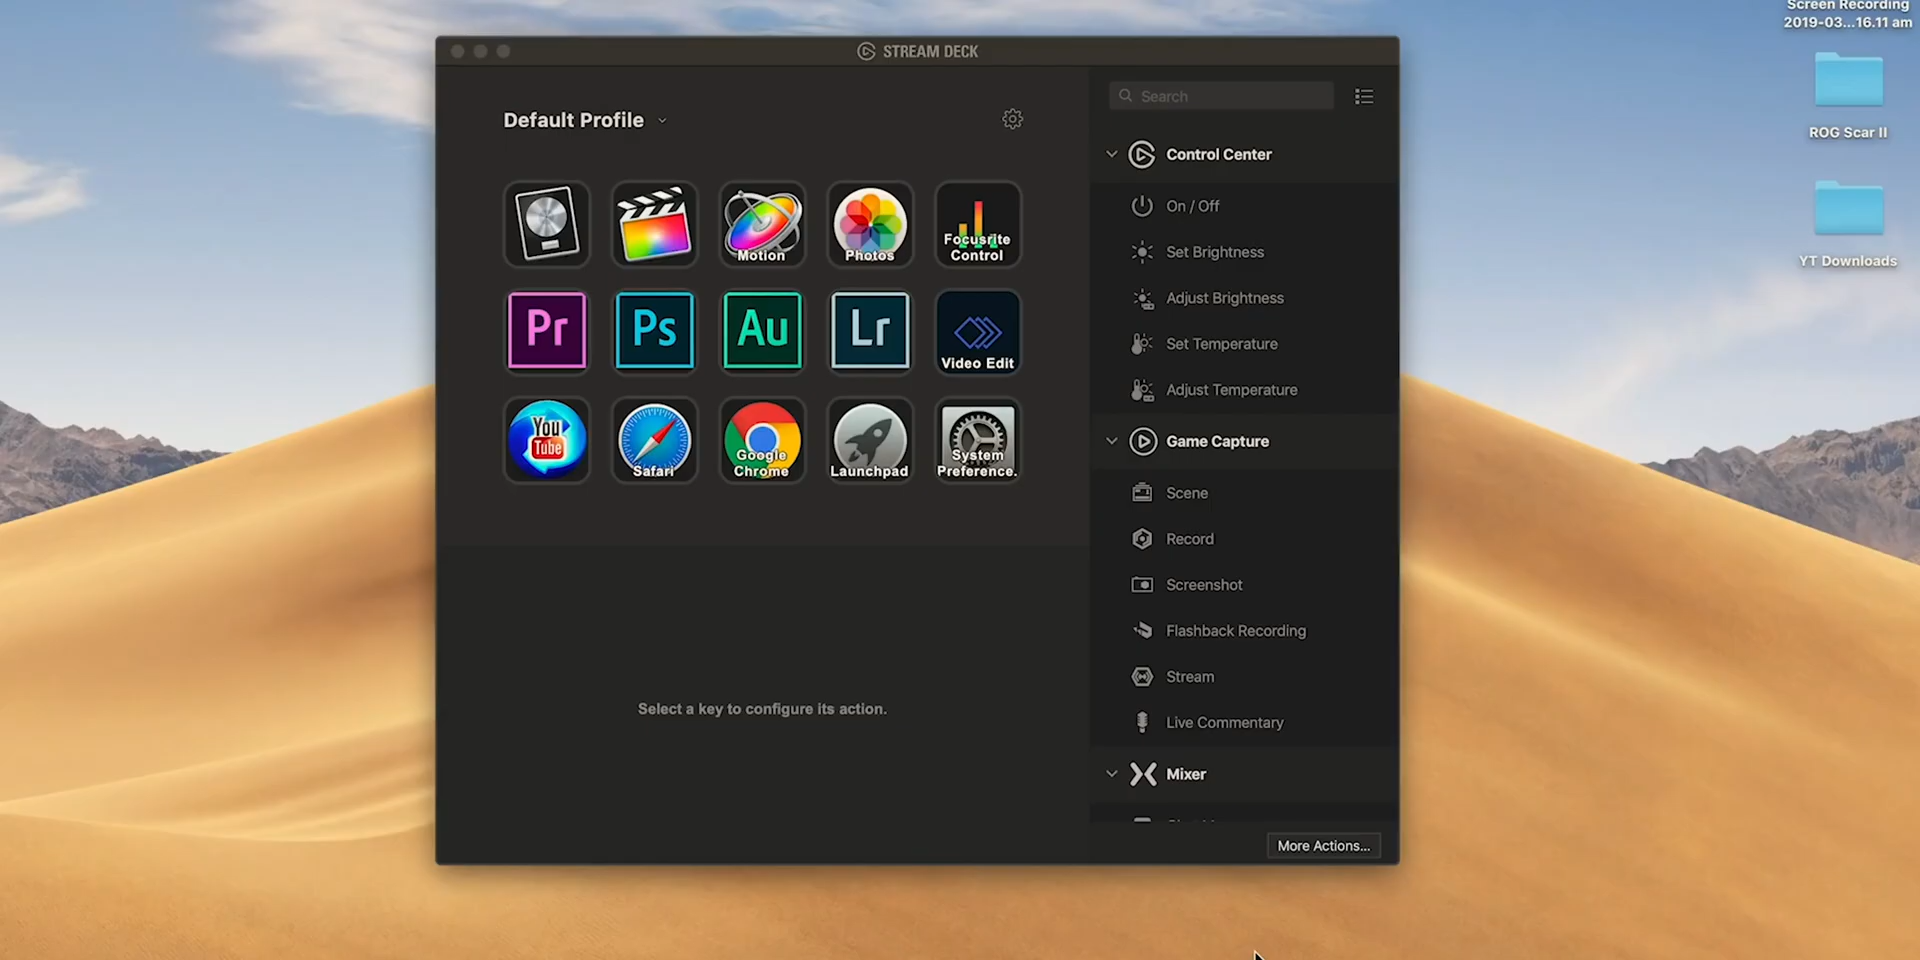 Screen Recording
2019-03...16.11 am
ROG Scar II
YT Downloads
STREAM DECK
Default Profile
Search
Motion
Photos
Focusrite
Control
Pr
Ps
Au
Lr
Video Edit
You
Tube
Safari
Google
Chrome
Launchpad
System
Preference.
Select a key to configure its action.
Control Center
On / Off
Set Brightness
Adjust Brightness
Set Temperature
Adjust Temperature
Game Capture
Scene
Record
Screenshot
Flashback Recording
Stream
Live Commentary
Mixer
More Actions...